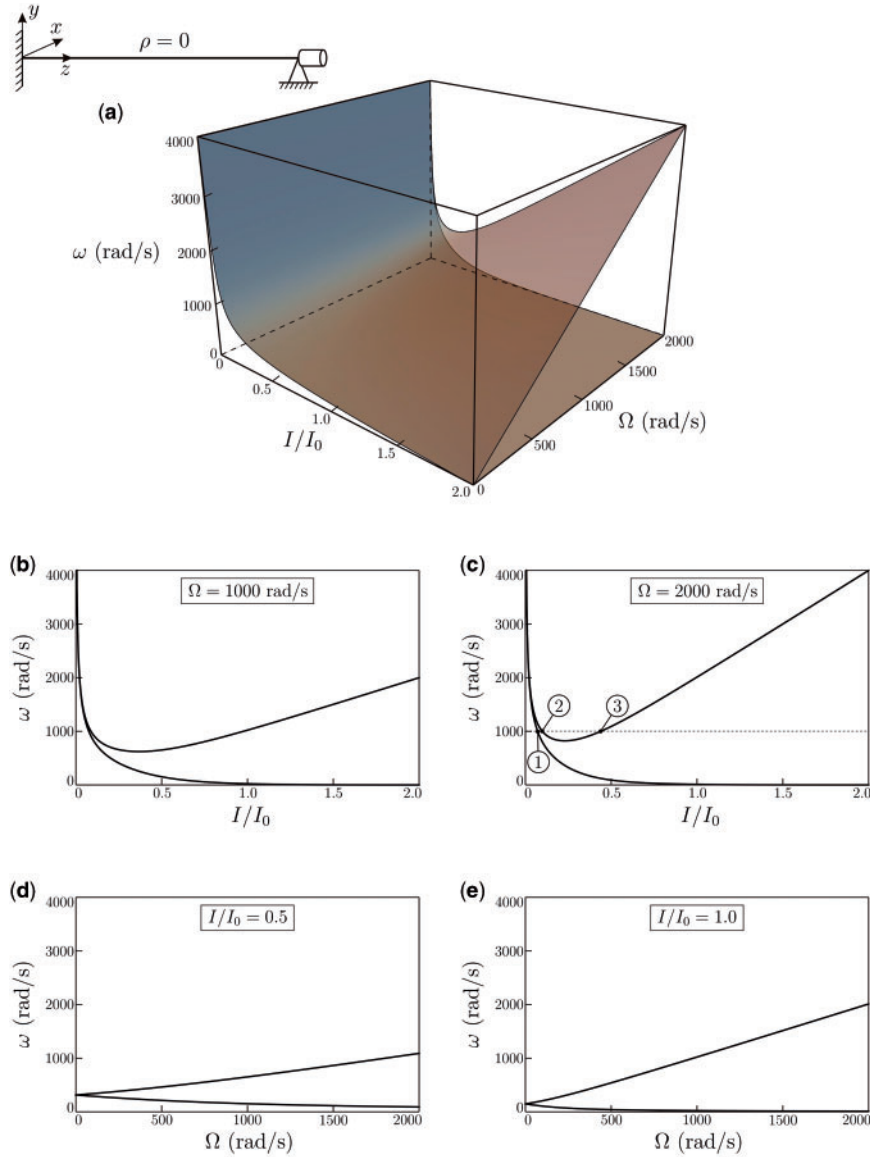 y
x
ρ = 0
z
(a)
4000
3000
2000
1000
0
ω (rad/s)
0
0.5
1.0
1.5
2.0
I/I₀
0
500
1000
1500
2000
Ω (rad/s)
(b)
Ω = 1000 rad/s
4000
3000
2000
1000
0
ω (rad/s)
0 0.5 1.0 1.5 2.0
I/I₀
(c)
Ω = 2000 rad/s
4000
3000
2000
1000
0
ω (rad/s)
② ③
①
0 0.5 1.0 1.5 2.0
I/I₀
(d)
I/I₀ = 0.5
4000
3000
2000
1000
0
ω (rad/s)
0 500 1000 1500 2000
Ω (rad/s)
(e)
I/I₀ = 1.0
4000
3000
2000
1000
0
ω (rad/s)
0 500 1000 1500 2000
Ω (rad/s)